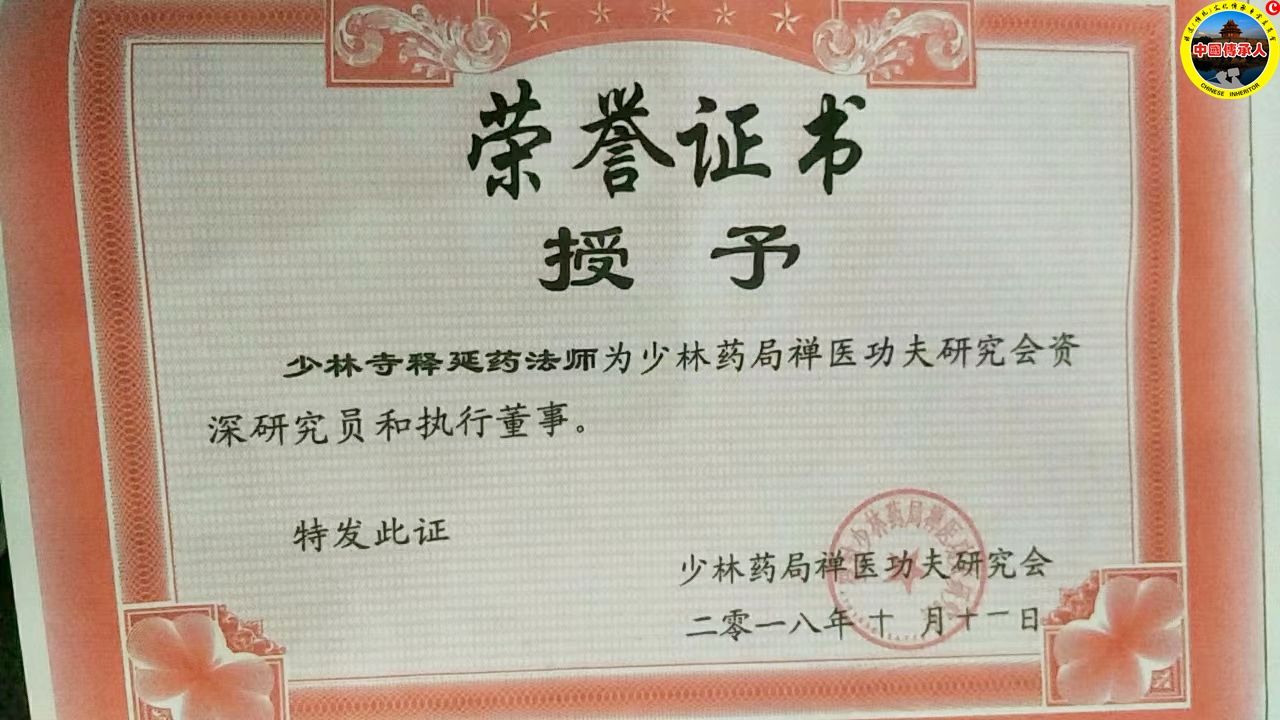 荣誉证书
授 予
少林寺释延药法师为少林药局禅医功夫研究会资
深研究员和执行董事。
特发此证
少林药局禅医功夫研究会
二零一八年 十 月十一日
中國傳承人
CHINESE INHERITOR
C